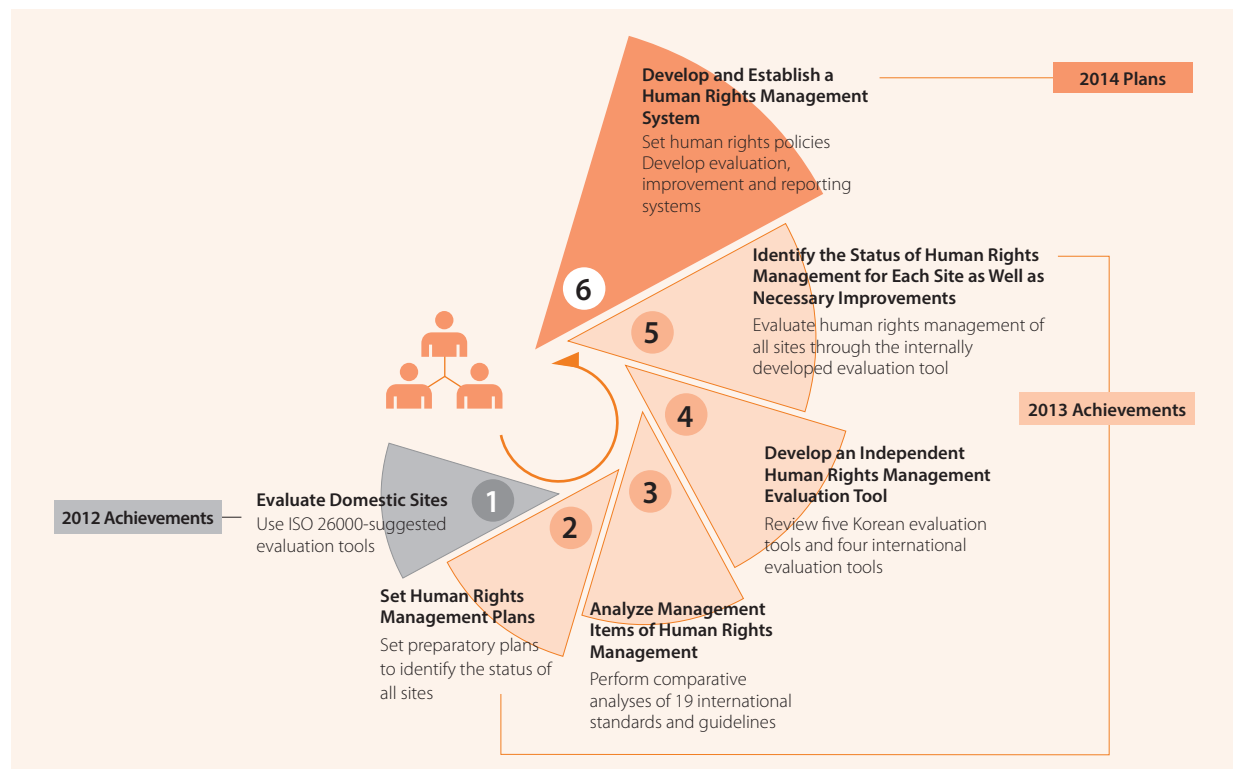 2014 Plans
6
Develop and Establish a
Human Rights Management
System
Set human rights policies
Develop evaluation,
improvement and reporting
systems
5
Identify the Status of Human Rights
Management for Each Site as Well as
Necessary Improvements
Evaluate human rights management of
all sites through the internally
developed evaluation tool
2013 Achievements
4
Develop an Independent
Human Rights Management
Evaluation Tool
Review five Korean evaluation
tools and four international
evaluation tools
3
Analyze Management
Items of Human Rights
Management
Perform comparative
analyses of 19 international
standards and guidelines
2
Set Human Rights
Management Plans
Set preparatory plans
to identify the status of
all sites
1
Evaluate Domestic Sites
Use ISO 26000-suggested
evaluation tools
2012 Achievements